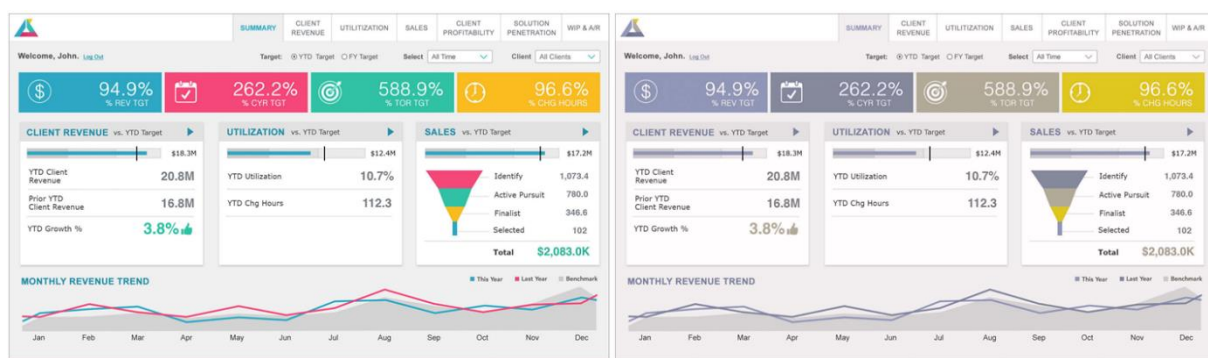 SUMMARY
CLIENT REVENUE
UTILITIZATION
SALES
CLIENT PROFITABILITY
SOLUTION PENETRATION
WIP & A/R
Welcome, John. Log Out
Target: YTD Target FY Target
Select All Time
Client All Clients
94.9%
% REV TGT
262.2%
% CYR TGT
588.9%
% TOR TGT
96.6%
% CHG HOURS
CLIENT REVENUE vs. YTD Target
$18.3M
YTD Client
Revenue
20.8M
Prior YTD
Client Revenue
16.8M
YTD Growth %
3.8%
UTILIZATION vs. YTD Target
$12.4M
YTD Utilization 10.7%
YTD Chg Hours 112.3
SALES vs. YTD Target
$17.2M
Identify 1,073.4
Active Pursuit 780.0
Finalist 346.6
Selected 102
Total $2,083.0K
MONTHLY REVENUE TREND
This Year Last Year Benchmark
Jan Feb Mar Apr May Jun Jul Aug Sep Oct Nov Dec
SUMMARY
CLIENT REVENUE
UTILITIZATION
SALES
CLIENT PROFITABILITY
SOLUTION PENETRATION
WIP & A/R
Welcome, John. Log Out
Target: YTD Target FY Target
Select All Time
Client All Clients
94.9%
% REV TGT
262.2%
% CYR TGT
588.9%
% TOR TGT
96.6%
% CHG HOURS
CLIENT REVENUE vs. YTD Target
$18.3M
YTD Client
Revenue
20.8M
Prior YTD
Client Revenue
16.8M
YTD Growth %
3.8%
UTILIZATION vs. YTD Target
$12.4M
YTD Utilization 10.7%
YTD Chg Hours 112.3
SALES vs. YTD Target
$17.2M
Identify 1,073.4
Active Pursuit 780.0
Finalist 346.6
Selected 102
Total $2,083.0K
MONTHLY REVENUE TREND
This Year Last Year Benchmark
Jan Feb Mar Apr May Jun Jul Aug Sep Oct Nov Dec